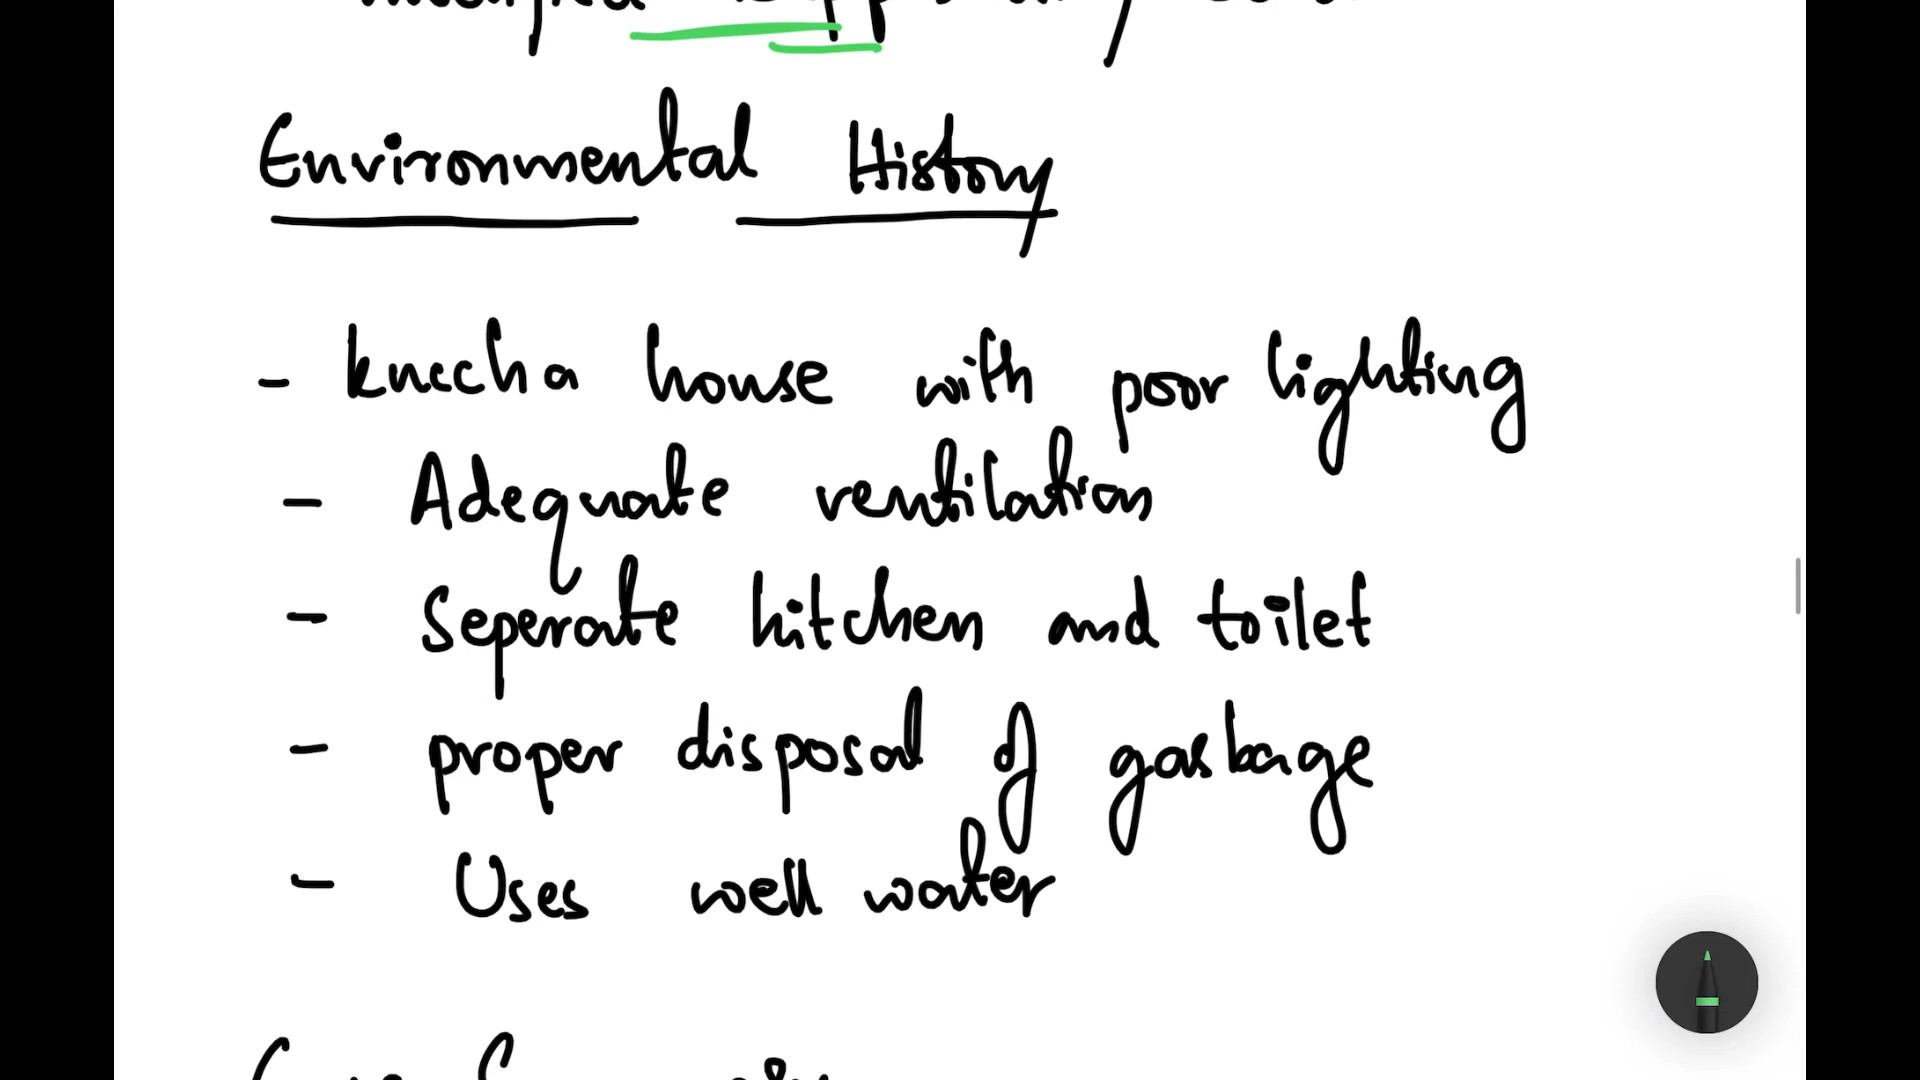 modified
Environmental History
- kuccha house with poor lighting
- Adequate ventilation
- Seperate kitchen and toilet
- proper disposal of garbage
- Uses well water